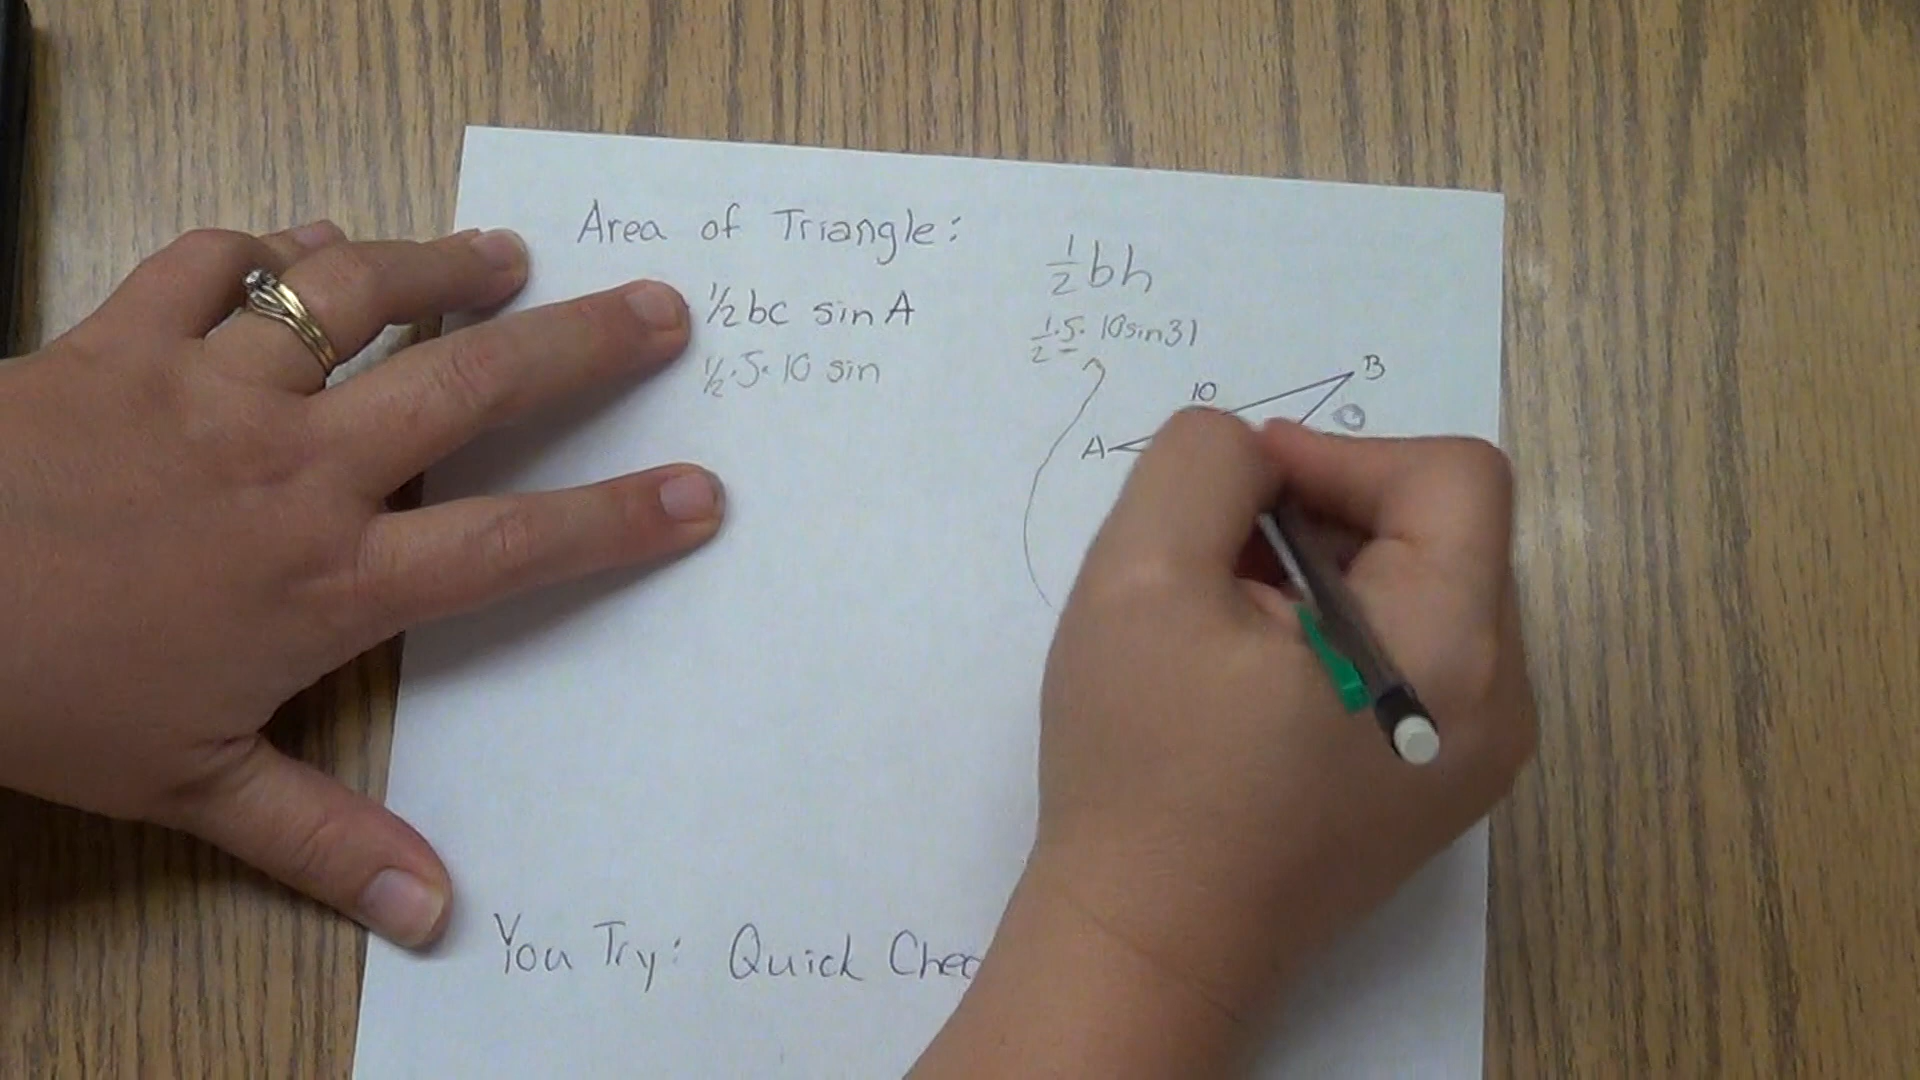 Area of Triangle:
½bc sin A
½·5·10 sin
½bh
½·5·10sin31
10
B
A
You Try: Quick